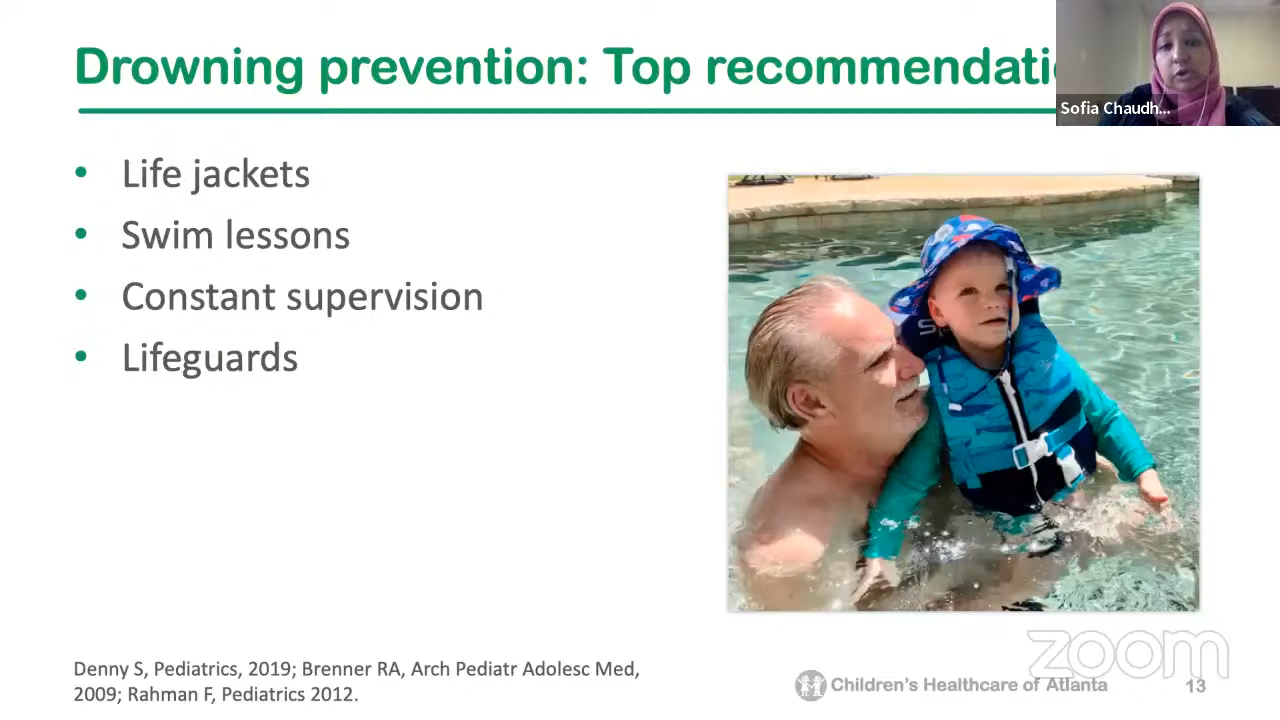 Drowning prevention: Top recommendati
Sofia Chaudh...
• Life jackets
• Swim lessons
• Constant supervision
• Lifeguards
Denny S, Pediatrics, 2019; Brenner RA, Arch Pediatr Adolesc Med,
2009; Rahman F, Pediatrics 2012.
zoom
Children's Healthcare of Atlanta
13